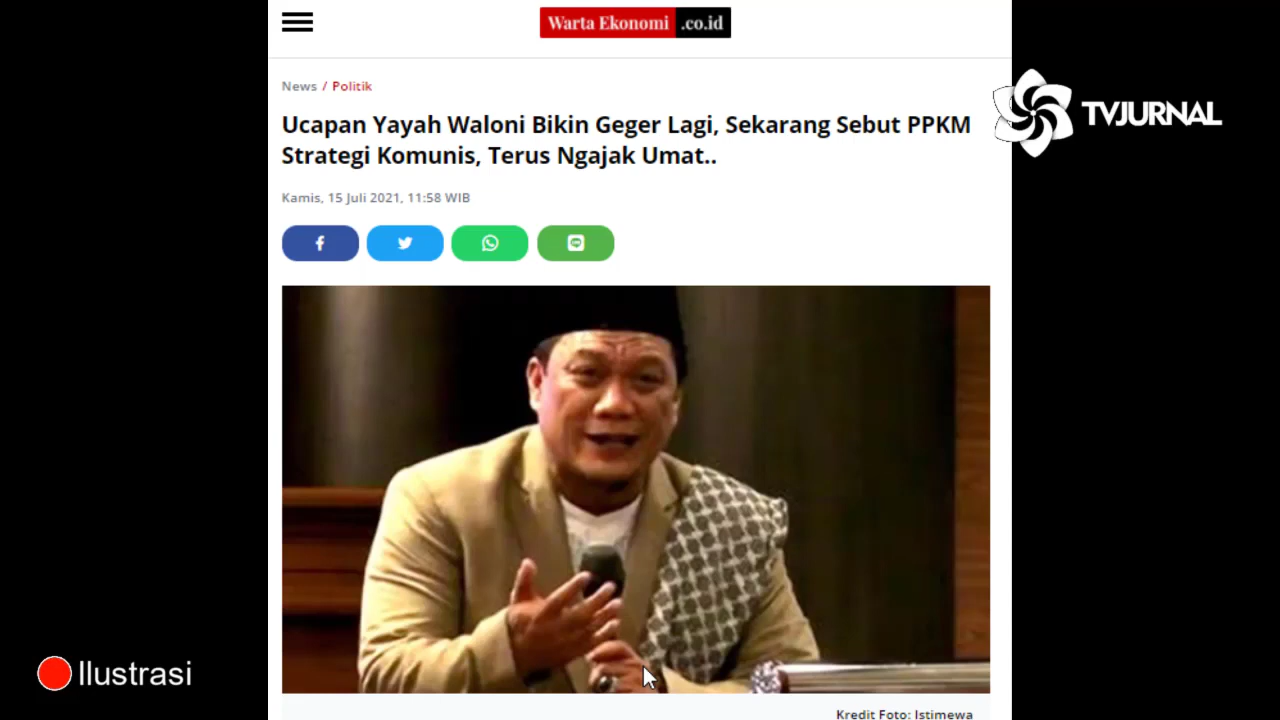 Warta Ekonomi .co.id
News / Politik
TVJURNAL
Ucapan Yayah Waloni Bikin Geger Lagi, Sekarang Sebut PPKM
Strategi Komunis, Terus Ngajak Umat..
Kamis, 15 Juli 2021, 11:58 WIB
Ilustrasi
Kredit Foto: Istimewa